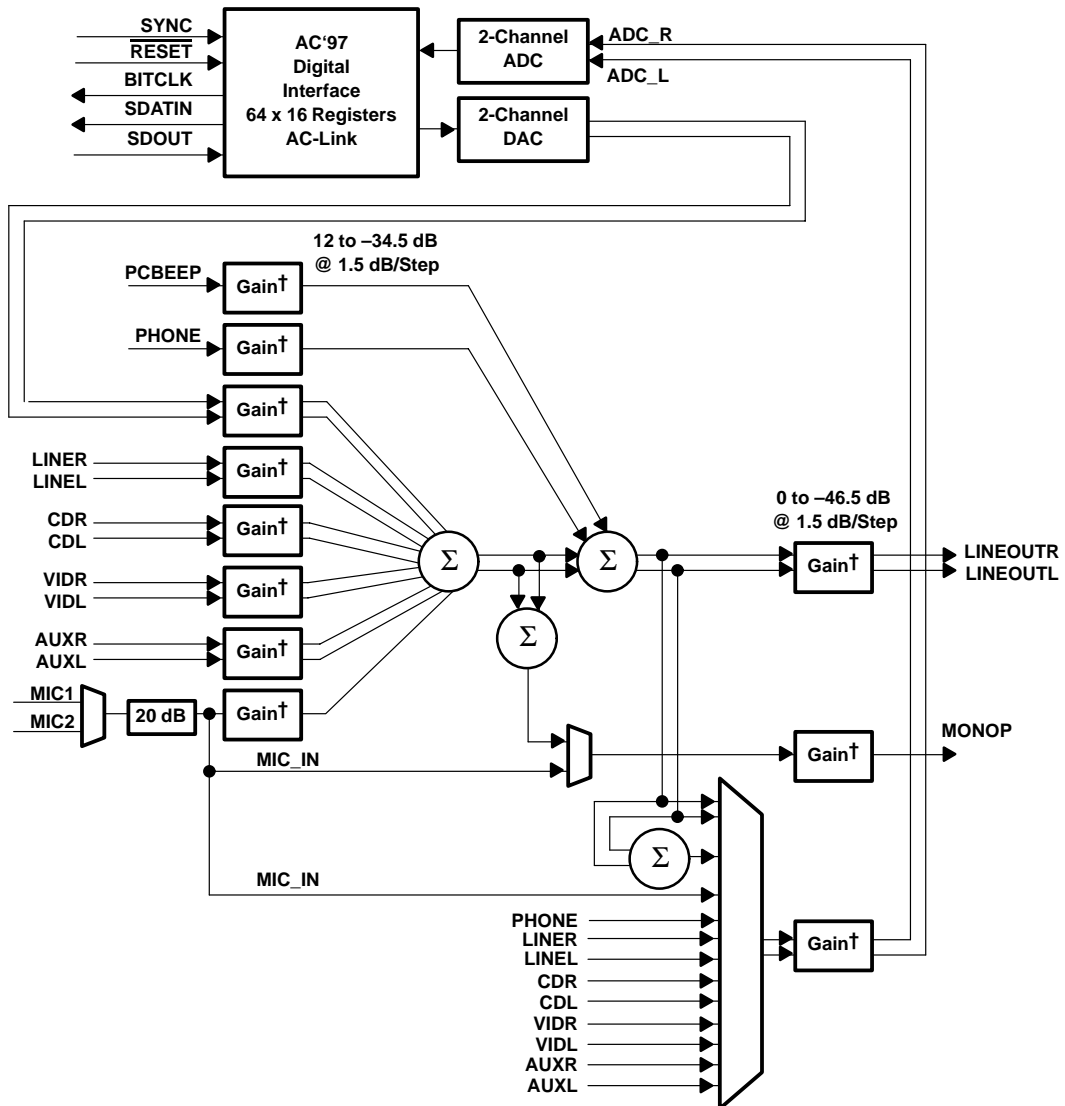 SYNC
RESET
BITCLK
SDATIN
SDOUT
AC‘97
Digital
Interface
64 x 16 Registers
AC-Link
2-Channel
ADC
ADC_R
ADC_L
2-Channel
DAC
12 to –34.5 dB
@ 1.5 dB/Step
PCBEEP
Gain†
PHONE
Gain†
Gain†
LINER
LINEL
Gain†
CDR
CDL
Gain†
VIDR
VIDL
Gain†
AUXR
AUXL
Gain†
MIC1
MIC2
20 dB
Gain†
Σ
Σ
Σ
0 to –46.5 dB
@ 1.5 dB/Step
Gain†
LINEOUTR
LINEOUTL
MIC_IN
Gain†
MONOP
Σ
MIC_IN
PHONE
LINER
LINEL
CDR
CDL
VIDR
VIDL
AUXR
AUXL
Gain†